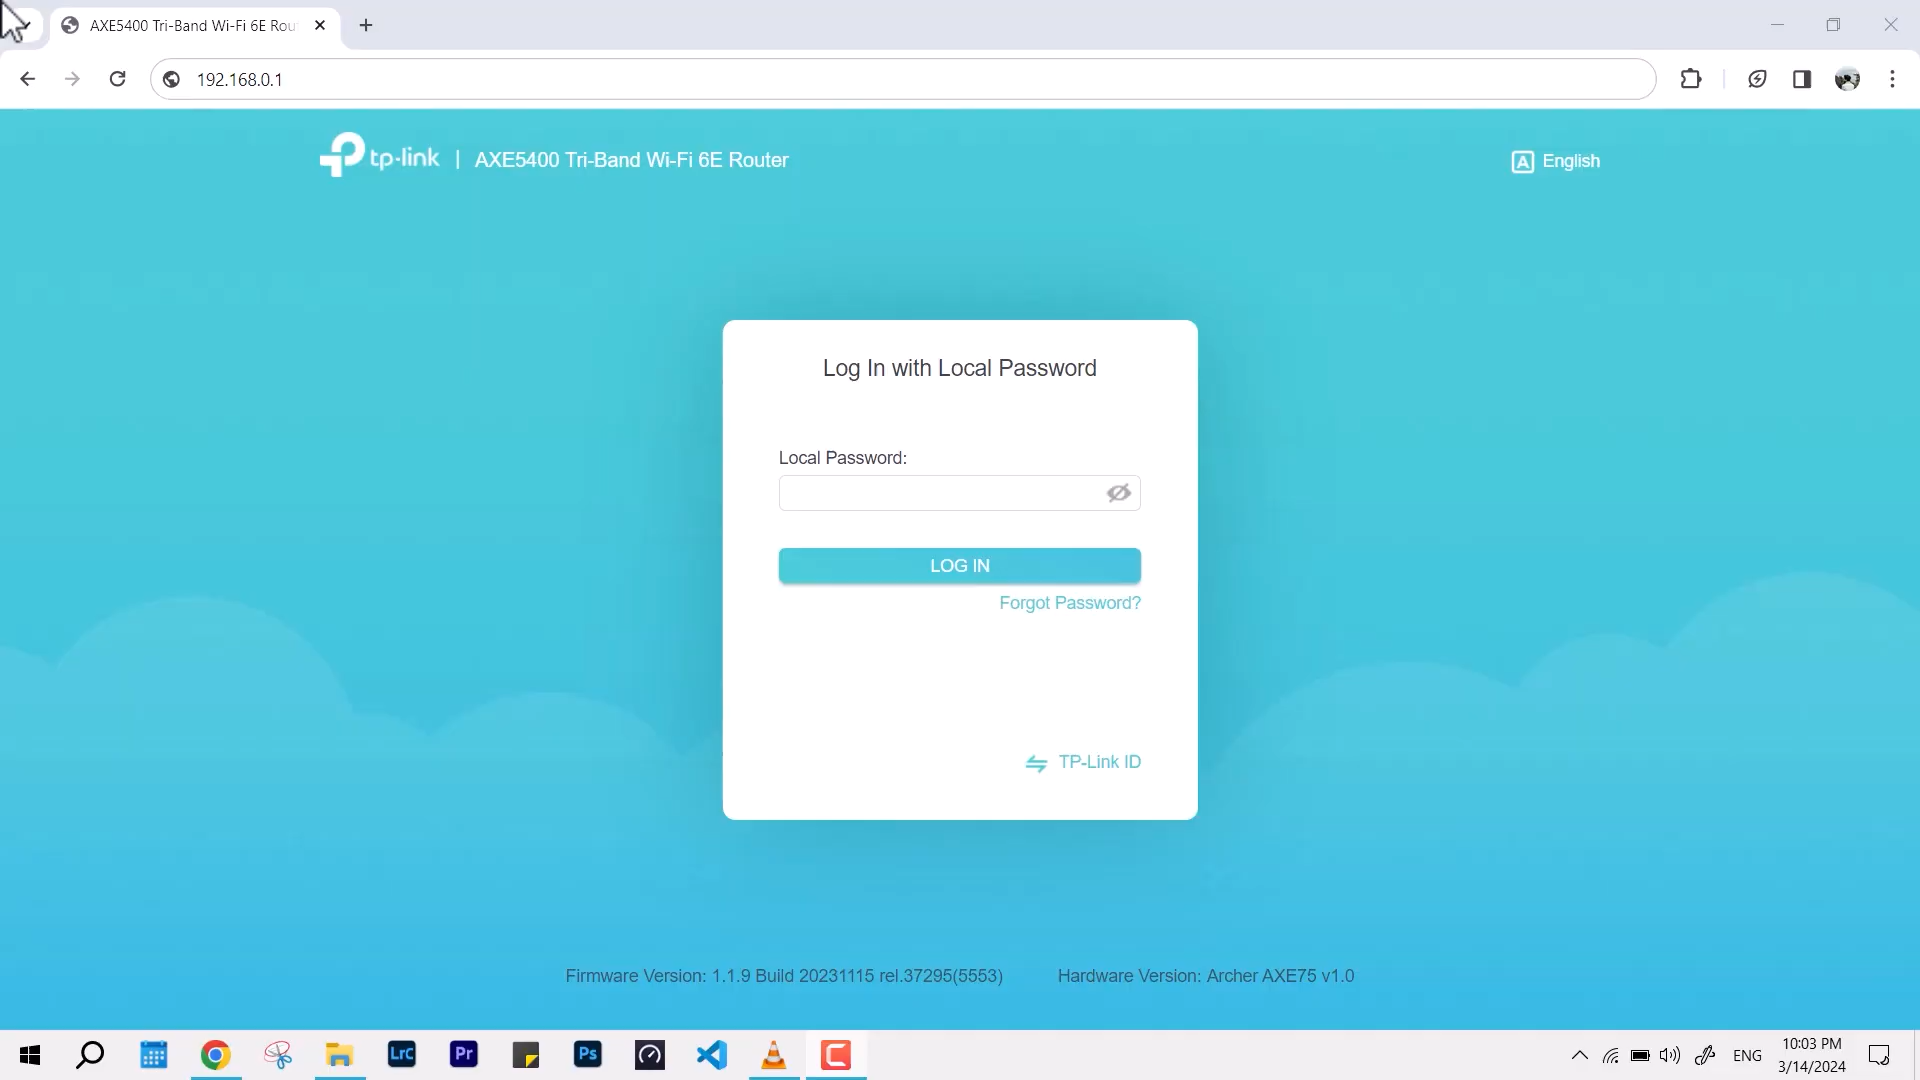 AXE5400 Tri-Band Wi-Fi 6E Rou
192.168.0.1
tp-link | AXE5400 Tri-Band Wi-Fi 6E Router
A English
Log In with Local Password
Local Password:
LOG IN
Forgot Password?
TP-Link ID
Firmware Version: 1.1.9 Build 20231115 rel.37295(5553) Hardware Version: Archer AXE75 v1.0
LrC Pr Ps ENG
10:03 PM
3/14/2024